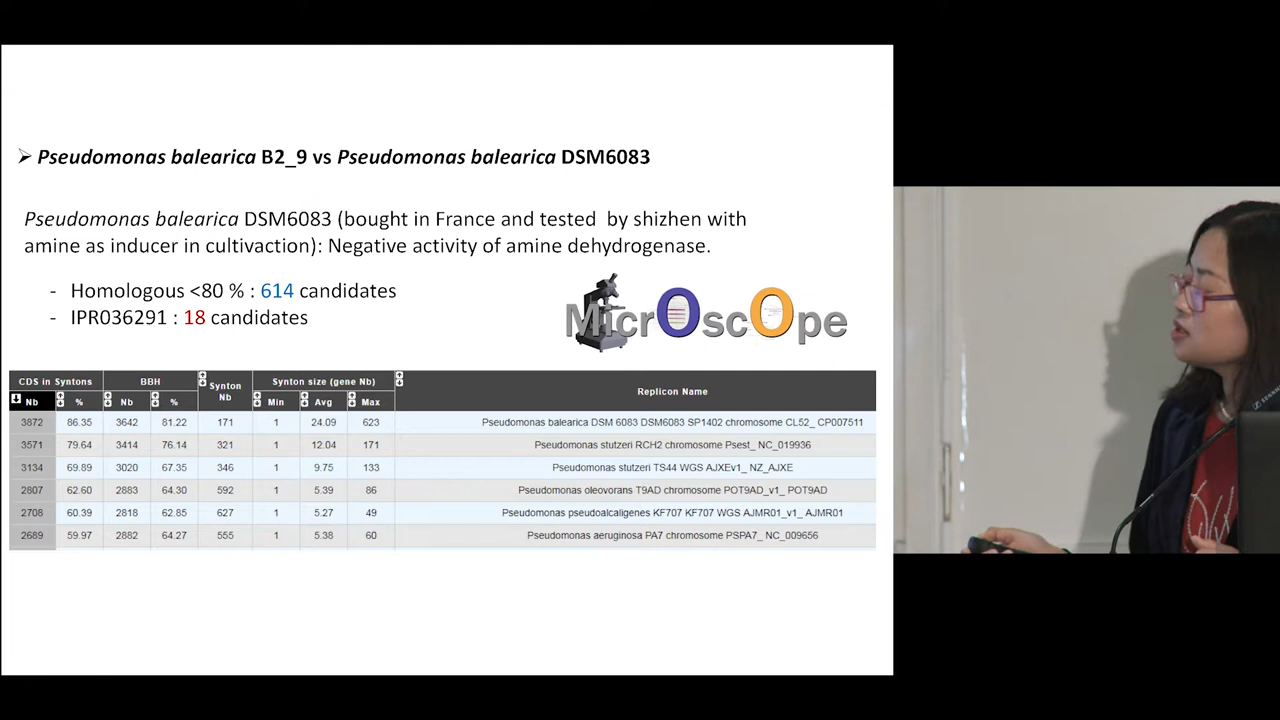 ➢ Pseudomonas balearica B2_9 vs Pseudomonas balearica DSM6083
Pseudomonas balearica DSM6083 (bought in France and tested by shizhen with
amine as inducer in cultivaction): Negative activity of amine dehydrogenase.
- Homologous <80 % : 614 candidates
- IPR036291 : 18 candidates
MicrOscOpe
CDS in Syntons BBH Synton Nb Synton size (gene Nb) Replicon Name
Nb % Nb % Min Avg Max
3872 86.35 3642 81.22 171 1 24.09 623 Pseudomonas balearica DSM 6083 DSM6083 SP1402 chromosome CL52_ CP007511
3571 79.64 3414 76.14 321 1 12.04 171 Pseudomonas stutzeri RCH2 chromosome Psest_ NC_019936
3134 69.89 3020 67.35 346 1 9.75 133 Pseudomonas stutzeri TS44 WGS AJXEv1_ NZ_AJXE
2807 62.60 2883 64.30 592 1 5.39 86 Pseudomonas oleovorans T9AD chromosome POT9AD_v1_ POT9AD
2708 60.39 2818 62.85 627 1 5.27 49 Pseudomonas pseudoalcaligenes KF707 KF707 WGS AJMR01_v1_ AJMR01
2689 59.97 2882 64.27 555 1 5.38 60 Pseudomonas aeruginosa PA7 chromosome PSPA7_ NC_009656